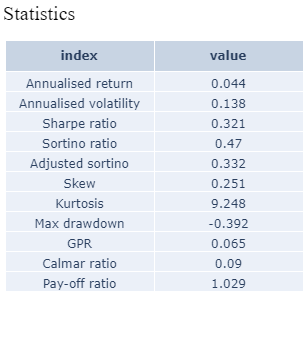 Statistics
index value
Annualised return 0.044
Annualised volatility 0.138
Sharpe ratio 0.321
Sortino ratio 0.47
Adjusted sortino 0.332
Skew 0.251
Kurtosis 9.248
Max drawdown -0.392
GPR 0.065
Calmar ratio 0.09
Pay-off ratio 1.029